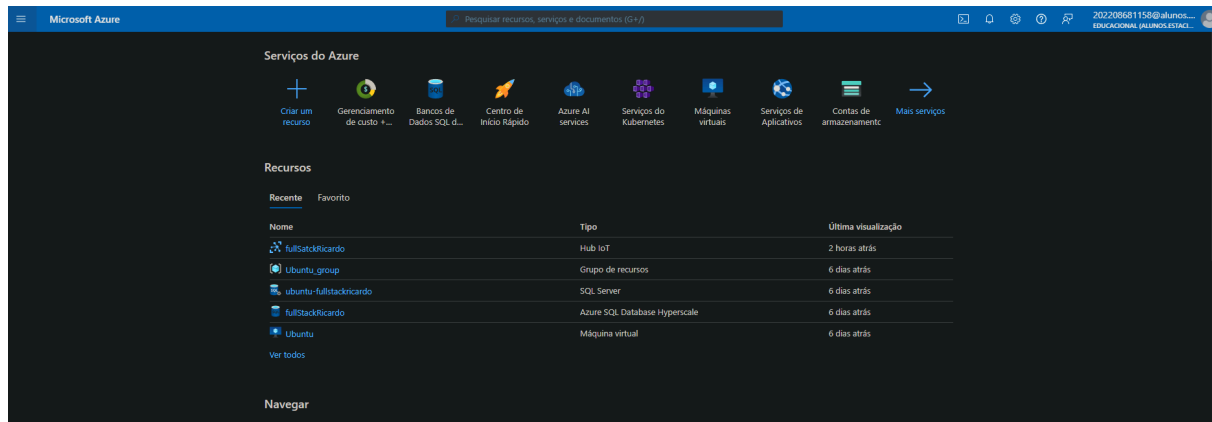 Microsoft Azure
Pesquisar recursos, serviços e documentos (G+/)
202208681158@alunos....
EDUCACIONAL (ALUNOS.ESTACI...
Serviços do Azure
Criar um recurso
Gerenciamento de custo +...
Bancos de Dados SQL d...
Centro de Início Rápido
Azure AI services
Serviços do Kubernetes
Máquinas virtuais
Serviços de Aplicativos
Contas de armazenamento
Mais serviços
Recursos
Recente Favorito
Nome Tipo Última visualização
fullSatckRicardo Hub IoT 2 horas atrás
Ubuntu_group Grupo de recursos 6 dias atrás
ubuntu-fullstackricardo SQL Server 6 dias atrás
fullStackRicardo Azure SQL Database Hyperscale 6 dias atrás
Ubuntu Máquina virtual 6 dias atrás
Ver todos
Navegar